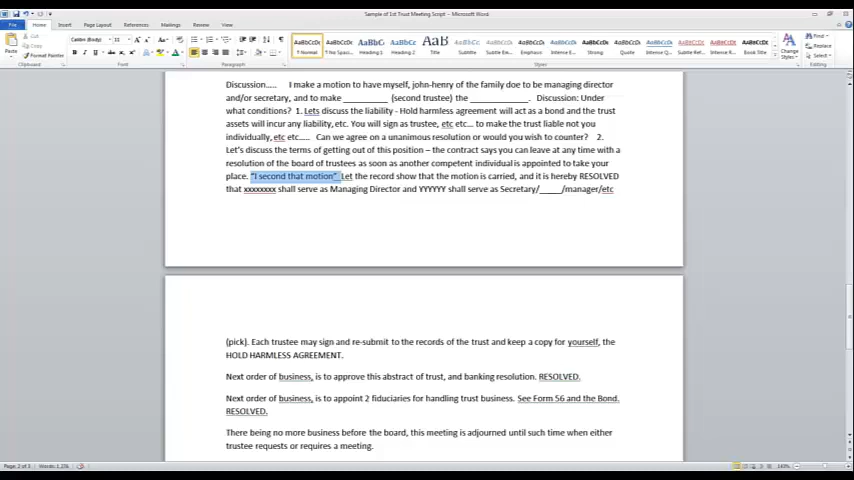 Sample of 1st Trust Meeting Script - Microsoft Word
File Home Insert Page Layout References Mailings Review View
Cut
Copy
Format Painter
Paste
Clipboard
Calibri (Body) 11
Font
Paragraph
AaBbCcDc AaBbCcDc AaBbC AaBbCc AaB AaBbCc AaBbCcDc AaBbCcDc AaBbCcDc AaBbCcDc AaBbCcDc AaBbCcDc AaBbCcDc AaBbCcDc AaBbCcDc
¶ Normal Heading 1 Heading 2 Title Subtitle Subtle Em... Emphasis Intense E... Strong Quote Intense Q... Subtle Ref... Intense R... Book Title
Styles
Change Styles
Find
Replace
Select
Editing
Discussion..... I make a motion to have myself, john-henry of the family doe to be managing director
and/or secretary, and to make __________ (second trustee) the _____________. Discussion: Under
what conditions? 1. Lets discuss the liability - Hold harmless agreement will act as a bond and the trust
assets will incur any liability, etc. You will sign as trustee, etc etc... to make the trust liable not you
individually, etc etc.... Can we agree on a unanimous resolution or would you wish to counter? 2.
Let's discuss the terms of getting out of this position – the contract says you can leave at any time with a
resolution of the board of trustees as soon as another competent individual is appointed to take your
place. "I second that motion" Let the record show that the motion is carried, and it is hereby RESOLVED
that xxxxxxxx shall serve as Managing Director and YYYYYY shall serve as Secretary/_____/manager/etc
(pick). Each trustee may sign and re-submit to the records of the trust and keep a copy for yourself, the
HOLD HARMLESS AGREEMENT.
Next order of business, is to approve this abstract of trust, and banking resolution. RESOLVED.
Next order of business, is to appoint 2 fiduciaries for handling trust business. See Form 56 and the Bond.
RESOLVED.
There being no more business before the board, this meeting is adjourned until such time when either
trustee requests or requires a meeting.
Page: 2 of 3